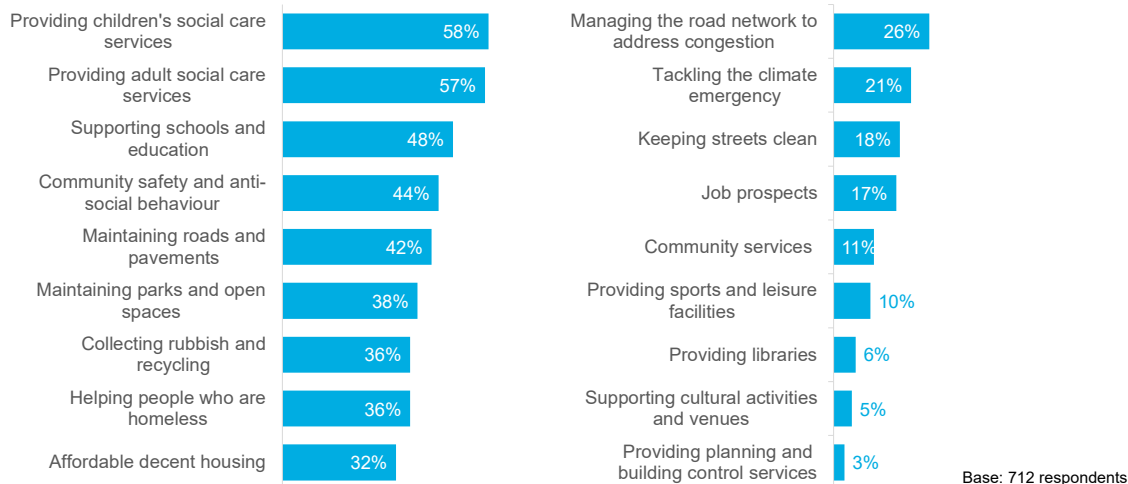 Providing children's social care
services
58%
Providing adult social care
services
57%
Supporting schools and
education
48%
Community safety and anti-
social behaviour
44%
Maintaining roads and
pavements
42%
Maintaining parks and open
spaces
38%
Collecting rubbish and
recycling
36%
Helping people who are
homeless
36%
Affordable decent housing
32%
Managing the road network to
address congestion
26%
Tackling the climate
emergency
21%
Keeping streets clean
18%
Job prospects
17%
Community services
11%
Providing sports and leisure
facilities
10%
Providing libraries
6%
Supporting cultural activities
and venues
5%
Providing planning and
building control services
3%
Base: 712 respondents